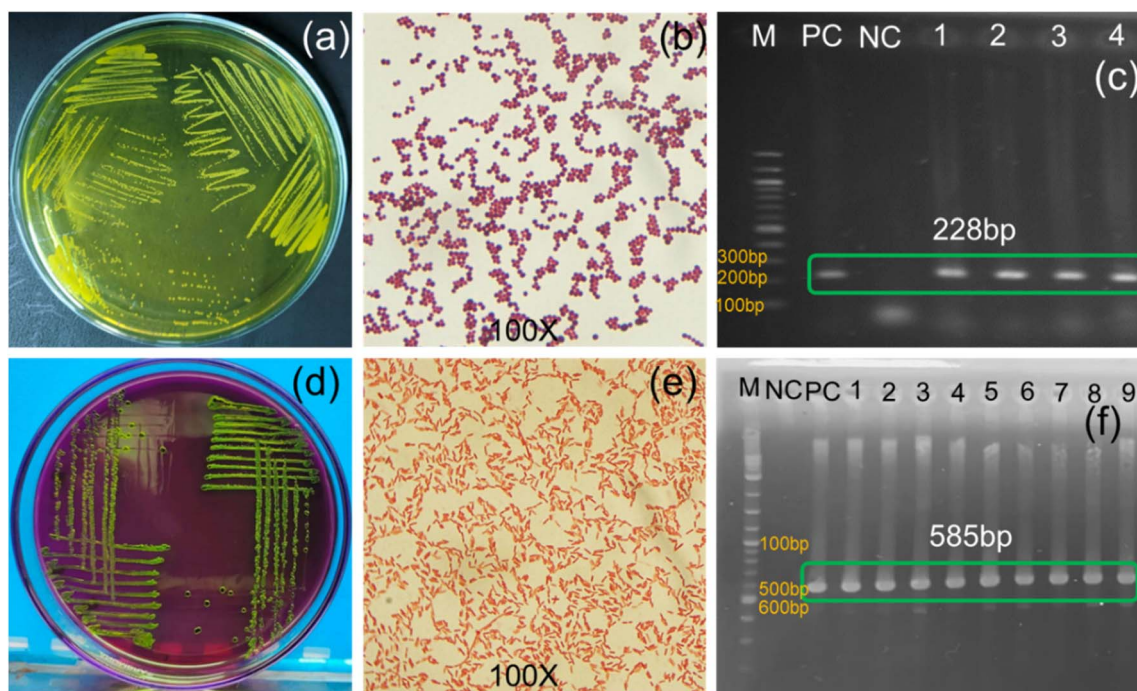 (a)
(b)
100X
M PC NC 1 2 3 4
(c)
228bp
300bp
200bp
100bp
(d)
(e)
100X
M NC PC 1 2 3 4 5 6 7 8 9
(f)
100bp
585bp
500bp
600bp